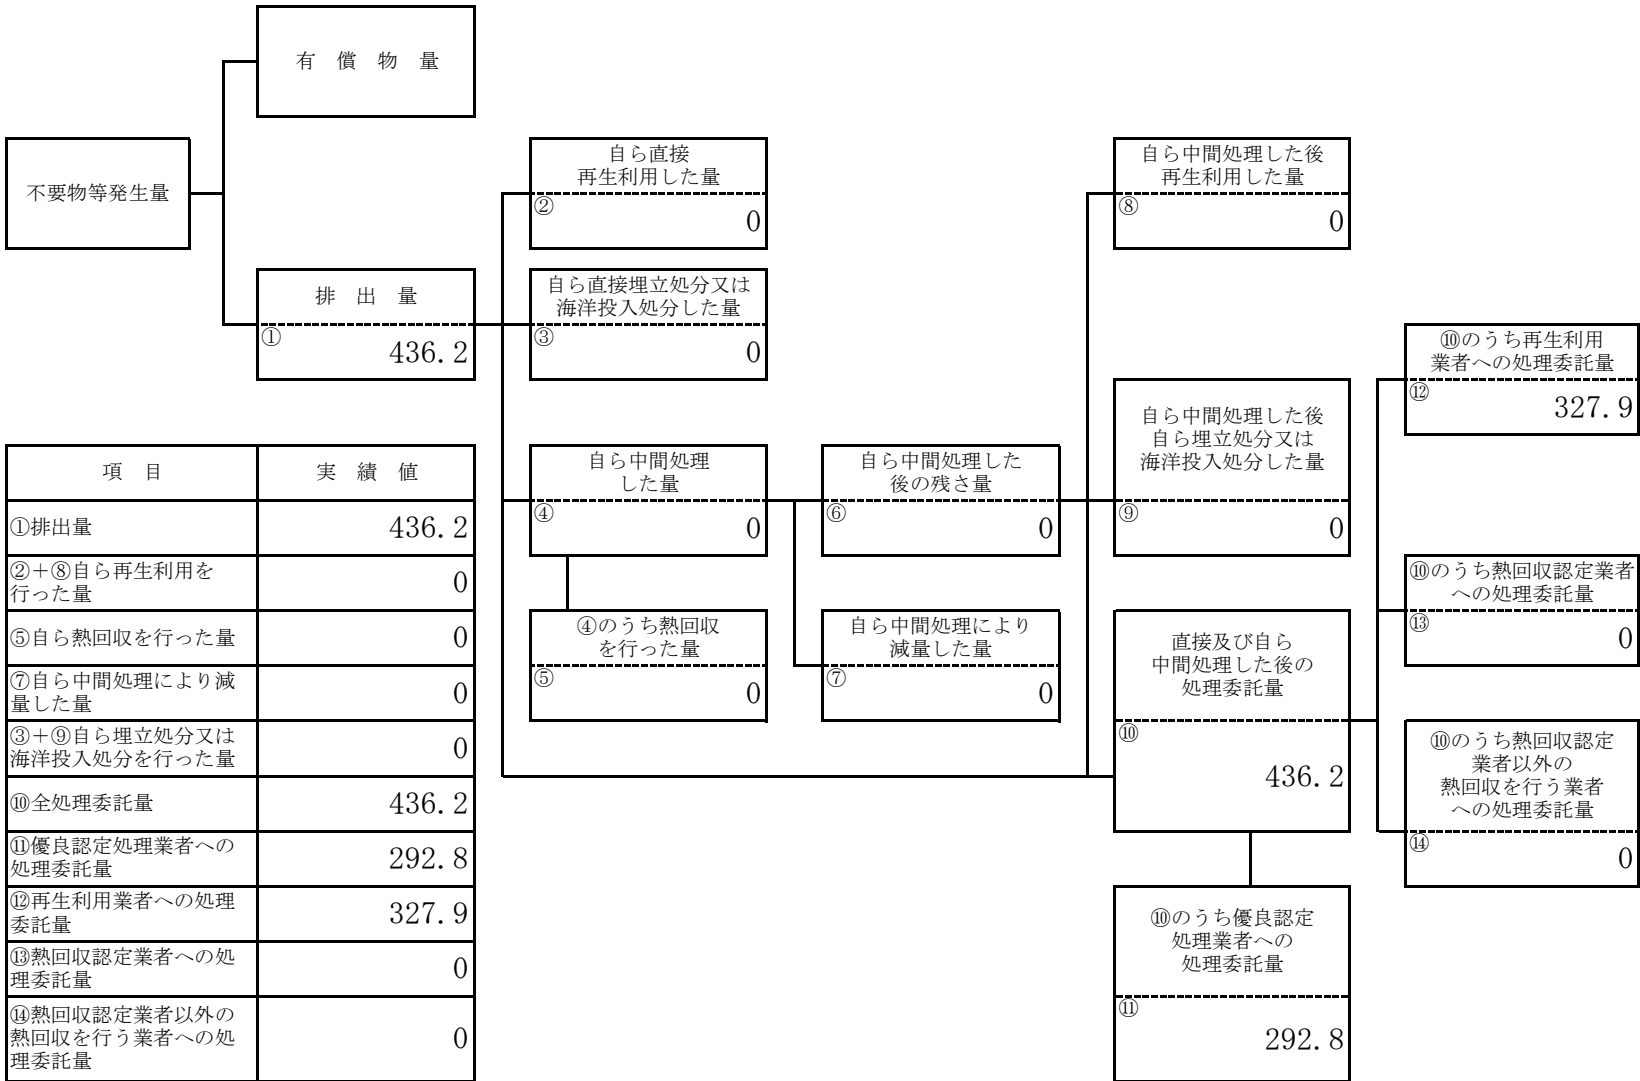 有 償 物 量
不要物等発生量
排 出 量
①
436.2
自ら直接
再生利用した量
②
0
自ら直接埋立処分又は
海洋投入処分した量
③
0
自ら中間処理
した量
④
0
④のうち熱回収
を行った量
⑤
0
自ら中間処理した
後の残さ量
⑥
0
自ら中間処理により
減量した量
⑦
0
自ら中間処理した後
再生利用した量
⑧
0
自ら中間処理した後
自ら埋立処分又は
海洋投入処分した量
⑨
0
直接及び自ら
中間処理した後の
処理委託量
⑩
436.2
⑩のうち優良認定
処理業者への
処理委託量
⑪
292.8
⑩のうち再生利用
業者への処理委託量
⑫
327.9
⑩のうち熱回収認定業者
への処理委託量
⑬
0
⑩のうち熱回収認定
業者以外の
熱回収を行う業者
への処理委託量
⑭
0
項 目 実 績 値
①排出量 436.2
②＋⑧自ら再生利用を
行った量 0
⑤自ら熱回収を行った量 0
⑦自ら中間処理により減
量した量 0
③＋⑨自ら埋立処分又は
海洋投入処分を行った量 0
⑩全処理委託量 436.2
⑪優良認定処理業者への
処理委託量 292.8
⑫再生利用業者への処理
委託量 327.9
⑬熱回収認定業者への処
理委託量 0
⑭熱回収認定業者以外の
熱回収を行う業者への処
理委託量 0